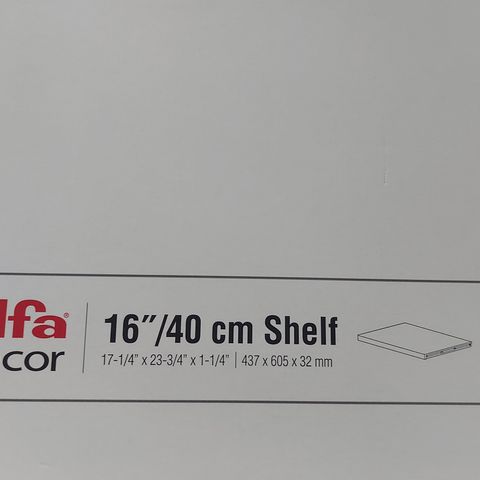 lfa®
cor
16″/40 cm Shelf
17-1/4" x 23-3/4" x 1-1/4" | 437 x 605 x 32 mm